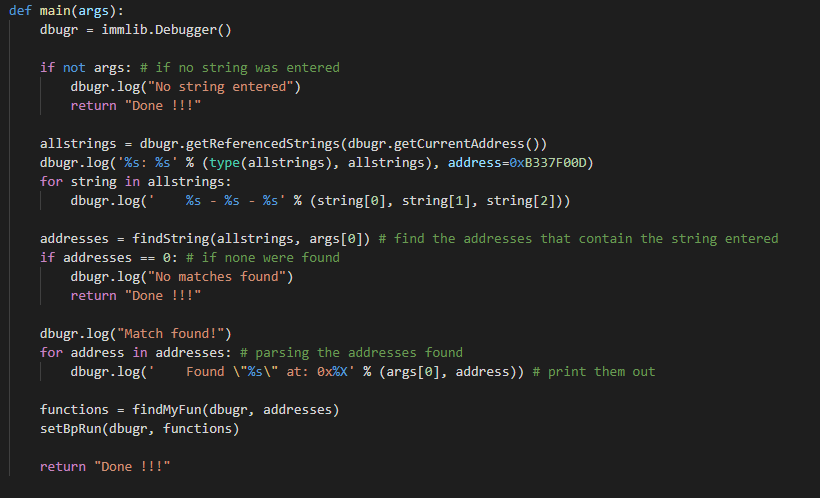 def main(args):
    dbugr = immlib.Debugger()

    if not args: # if no string was entered
        dbugr.log("No string entered")
        return "Done !!!"

    allstrings = dbugr.getReferencedStrings(dbugr.getCurrentAddress())
    dbugr.log('%s: %s' % (type(allstrings), allstrings), address=0xB337F00D)
    for string in allstrings:
        dbugr.log('    %s - %s - %s' % (string[0], string[1], string[2]))

    addresses = findString(allstrings, args[0]) # find the addresses that contain the string entered
    if addresses == 0: # if none were found
        dbugr.log("No matches found")
        return "Done !!!"

    dbugr.log("Match found!")
    for address in addresses: # parsing the addresses found
        dbugr.log('    Found \"%s\" at: 0x%X' % (args[0], address)) # print them out

    functions = findMyFun(dbugr, addresses)
    setBpRun(dbugr, functions)

    return "Done !!!"